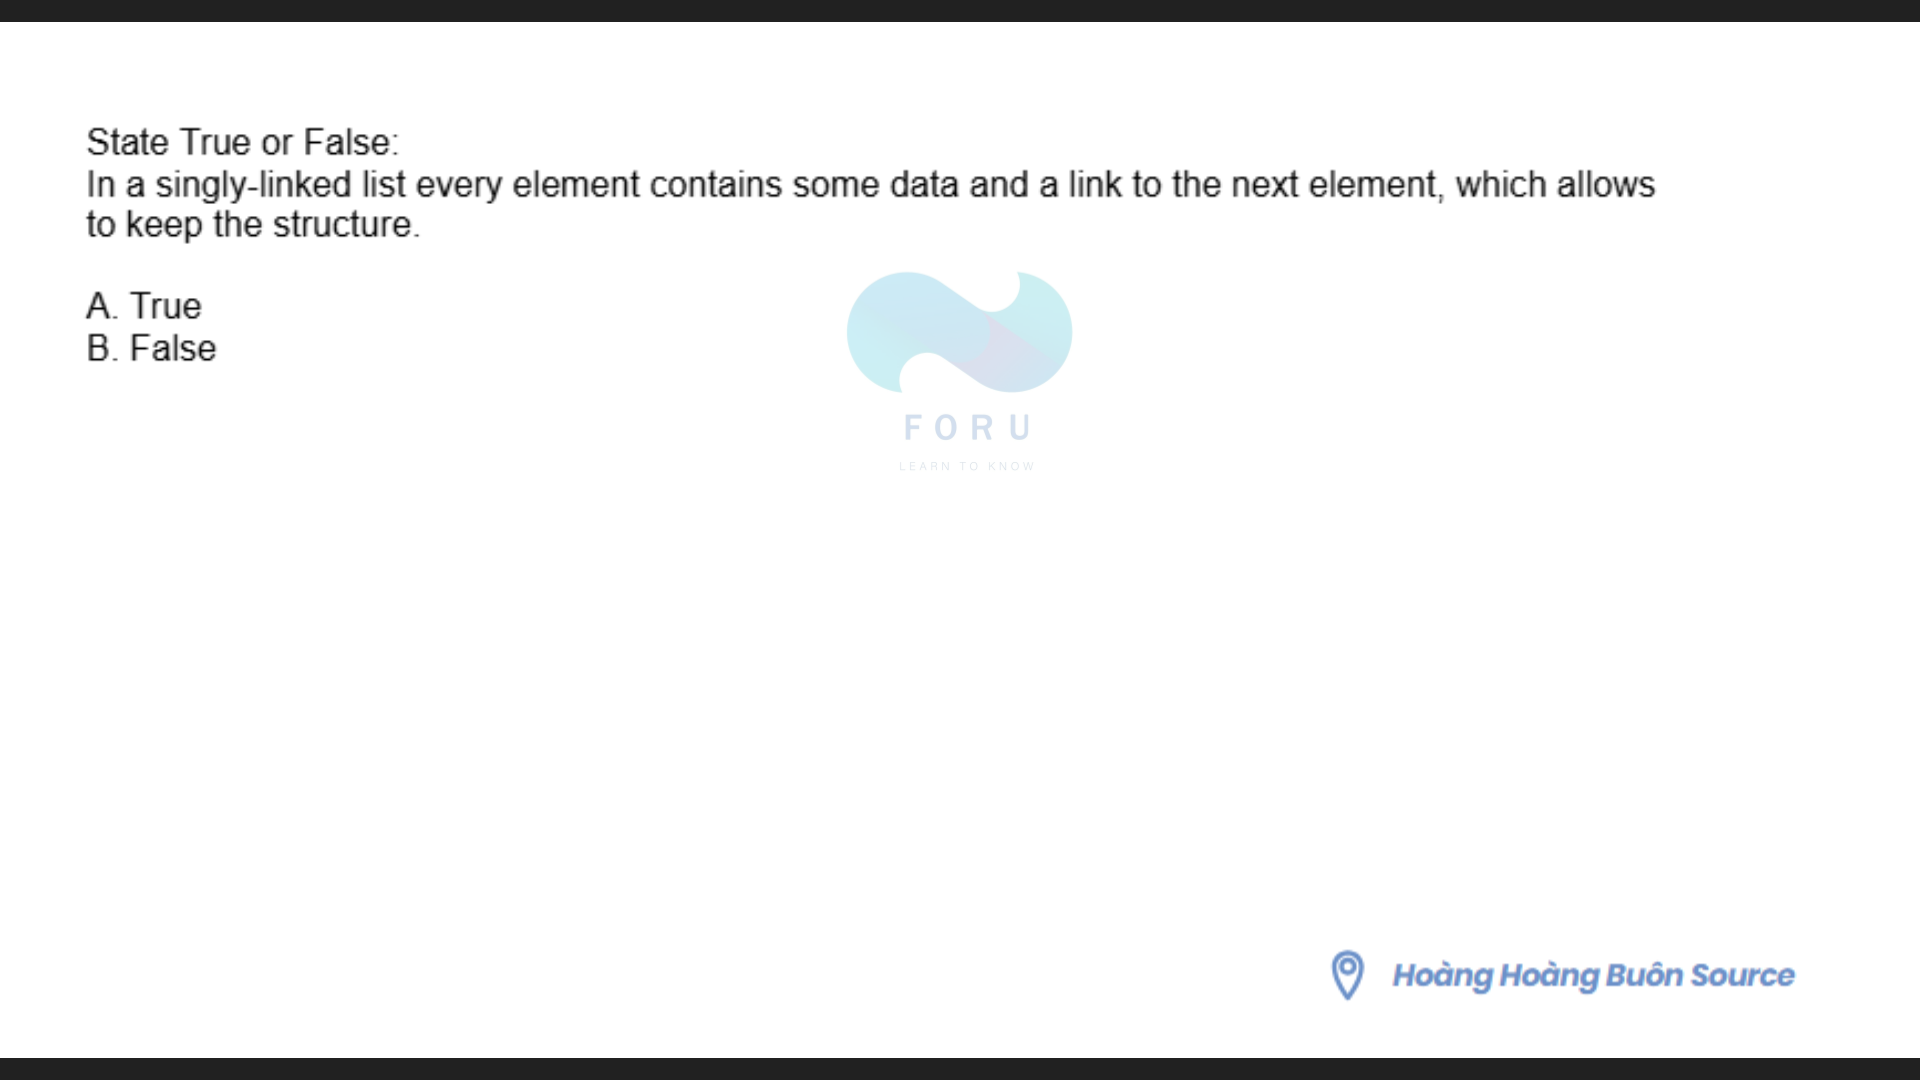 State True or False:
In a singly-linked list every element contains some data and a link to the next element, which allows
to keep the structure.
A. True
B. False
FORU
LEARN TO KNOW
Hoàng Hoàng Buôn Source